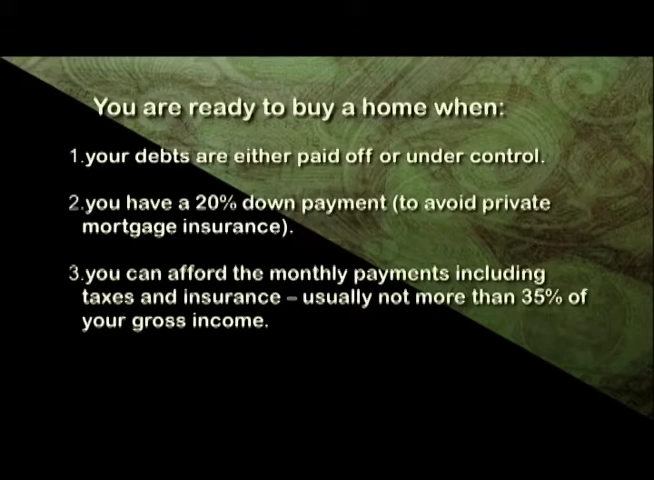 You are ready to buy a home when:
1.your debts are either paid off or under control.
2.you have a 20% down payment (to avoid private
mortgage insurance).
3.you can afford the monthly payments including
taxes and insurance – usually not more than 35% of
your gross income.